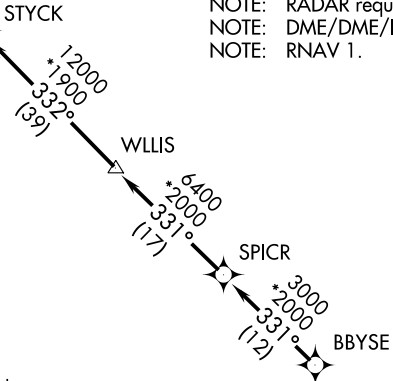 STYCK
NOTE: RADAR
NOTE: DME/DME/
NOTE: RNAV 1.
12000
*1900
332°
(39)
WLLIS
6400
*2000
331°
(17)
SPICR
3000
*2000
331°
(12)
BBYSE